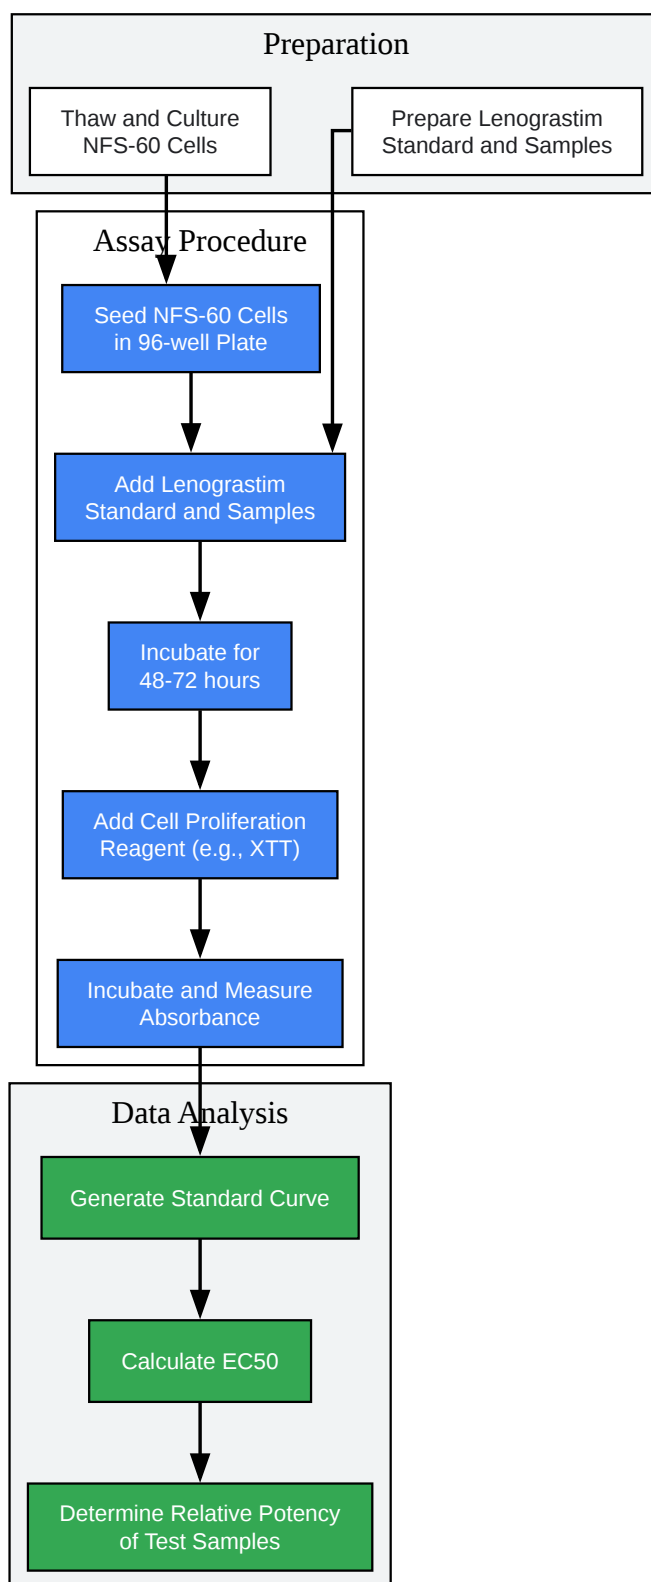 Preparation
Thaw and Culture
NFS-60 Cells
Prepare Lenograstim
Standard and Samples
Assay Procedure
Seed NFS-60 Cells
in 96-well Plate
Add Lenograstim
Standard and Samples
Incubate for
48-72 hours
Add Cell Proliferation
Reagent (e.g., XTT)
Incubate and Measure
Absorbance
Data Analysis
Generate Standard Curve
Calculate EC50
Determine Relative Potency
of Test Samples